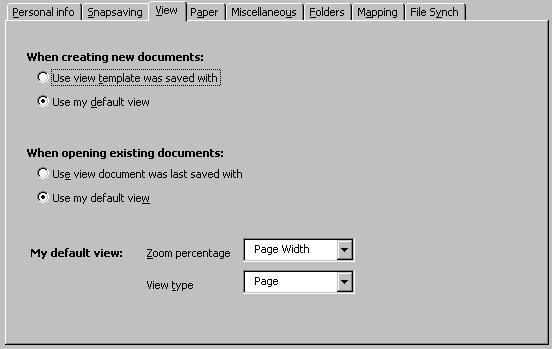 Personal info Snapsaving View Paper Miscellaneous Folders Mapping File Synch
When creating new documents:
Use view template was saved with
Use my default view
When opening existing documents:
Use view document was last saved with
Use my default view
My default view: Zoom percentage Page Width
View type Page